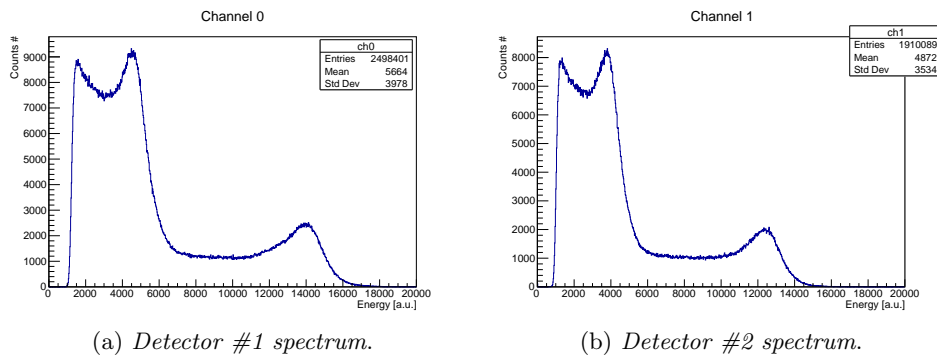 Channel 0
Counts #
9000
8000
7000
6000
5000
4000
3000
2000
1000
0
0 2000 4000 6000 8000 10000 12000 14000 16000 18000 20000
Energy [a.u.]
ch0
Entries 2498401
Mean 5664
Std Dev 3978
(a) Detector #1 spectrum.
Channel 1
Counts #
8000
7000
6000
5000
4000
3000
2000
1000
0
0 2000 4000 6000 8000 10000 12000 14000 16000 18000 20000
Energy [a.u.]
ch1
Entries 1910089
Mean 4872
Std Dev 3534
(b) Detector #2 spectrum.